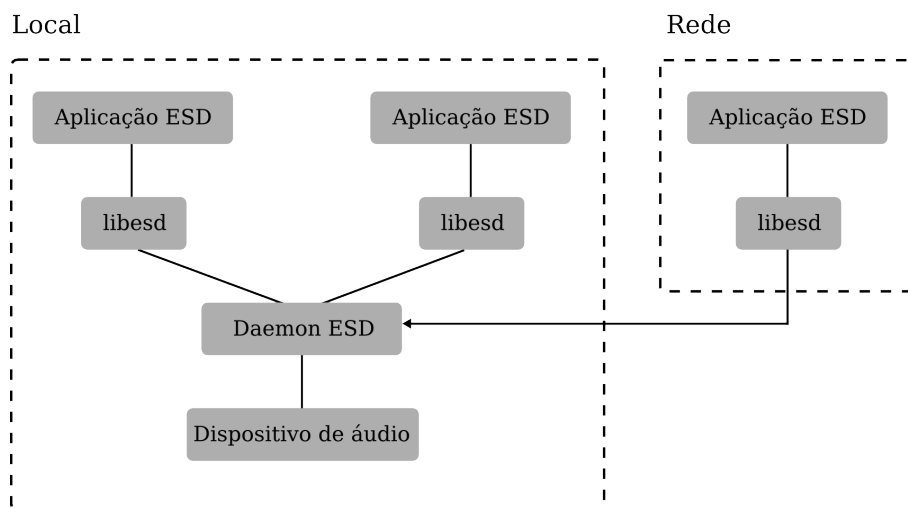 Local
Rede
Aplicação ESD
Aplicação ESD
Aplicação ESD
libesd
libesd
libesd
Daemon ESD
Dispositivo de áudio